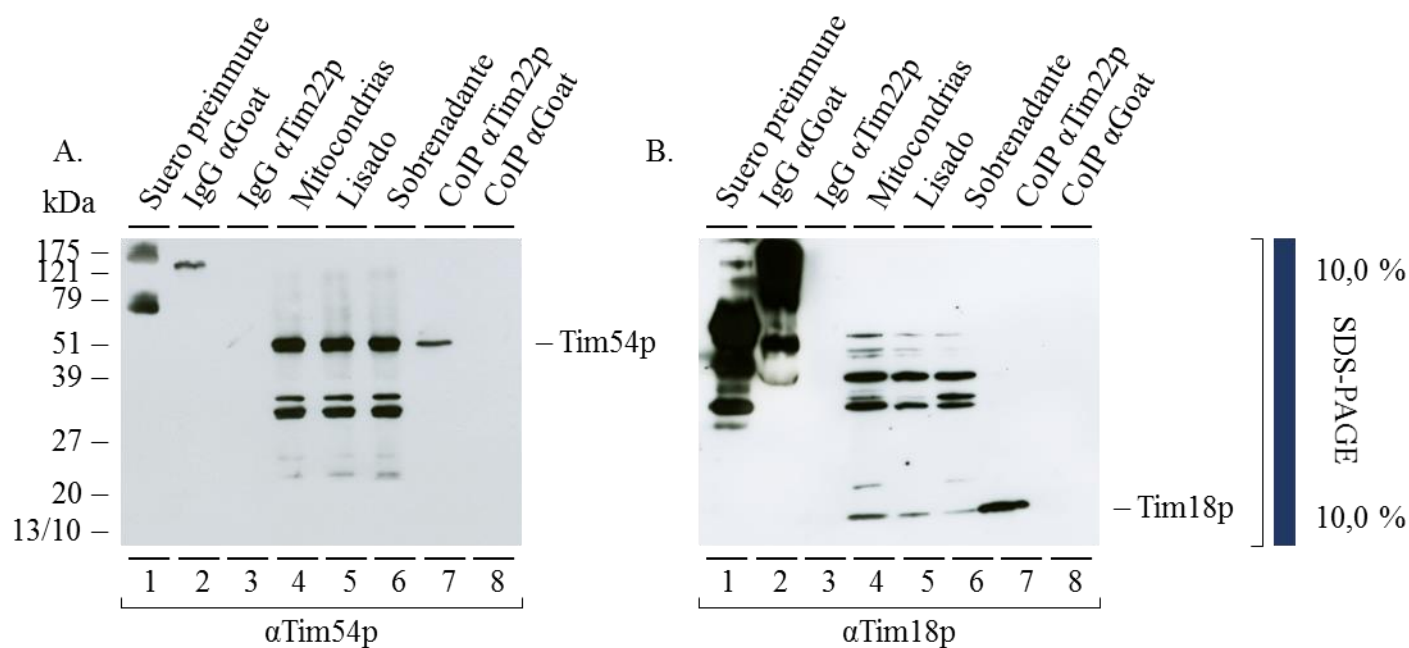 A.
Suero preinmune
IgG αGoat
IgG αTim22p
Mitocondrias
Lisado
Sobrenadante
CoIP αTim22p
CoIP αGoat
kDa
175 –
121 –
79 –
51 –
39 –
27 –
20 –
13/10 –
– Tim54p
1 2 3 4 5 6 7 8
αTim54p
B.
Suero preinmune
IgG αGoat
IgG αTim22p
Mitocondrias
Lisado
Sobrenadante
CoIP αTim22p
CoIP αGoat
– Tim18p
1 2 3 4 5 6 7 8
αTim18p
10,0 %
SDS-PAGE
10,0 %